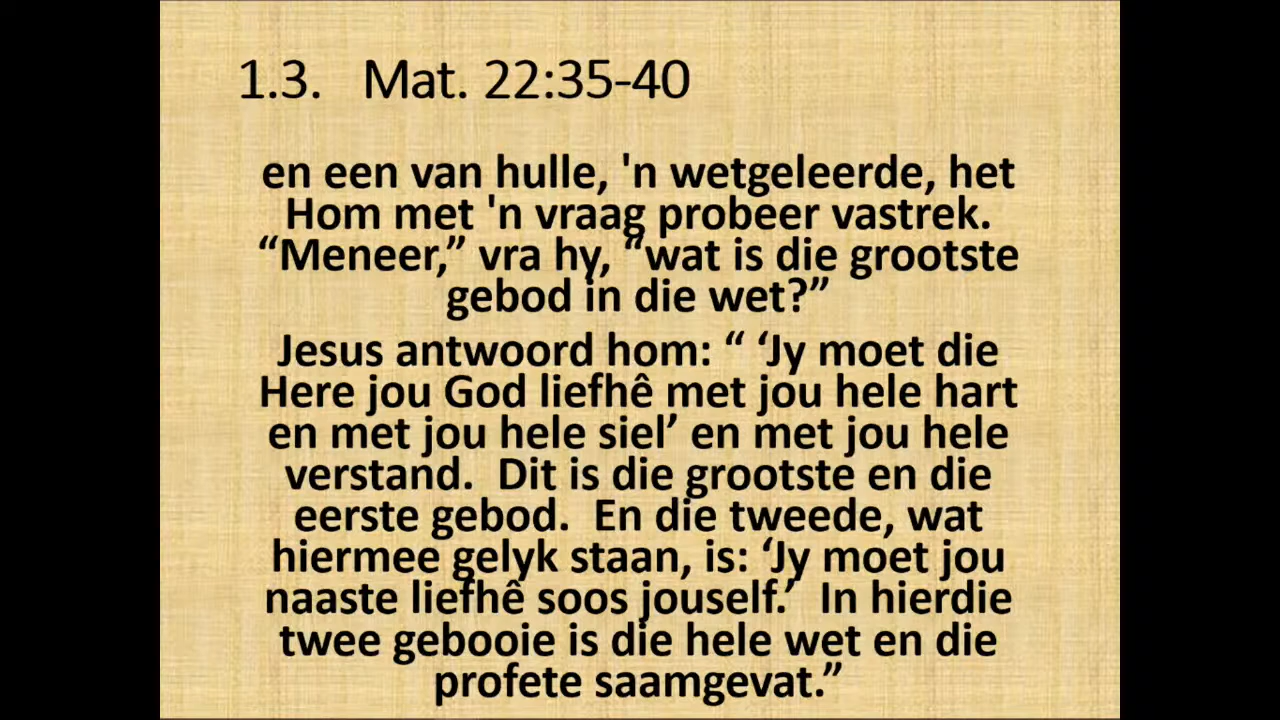 1.3. Mat. 22:35-40
en een van hulle, 'n wetgeleerde, het
Hom met 'n vraag probeer vastrek.
“Meneer,” vra hy, “wat is die grootste
gebod in die wet?”
Jesus antwoord hom: “ ‘Jy moet die
Here jou God liefhê met jou hele hart
en met jou hele siel’ en met jou hele
verstand.  Dit is die grootste en die
eerste gebod.  En die tweede, wat
hiermee gelyk staan, is: ‘Jy moet jou
naaste liefhê soos jouself.’  In hierdie
twee gebooie is die hele wet en die
profete saamgevat.”